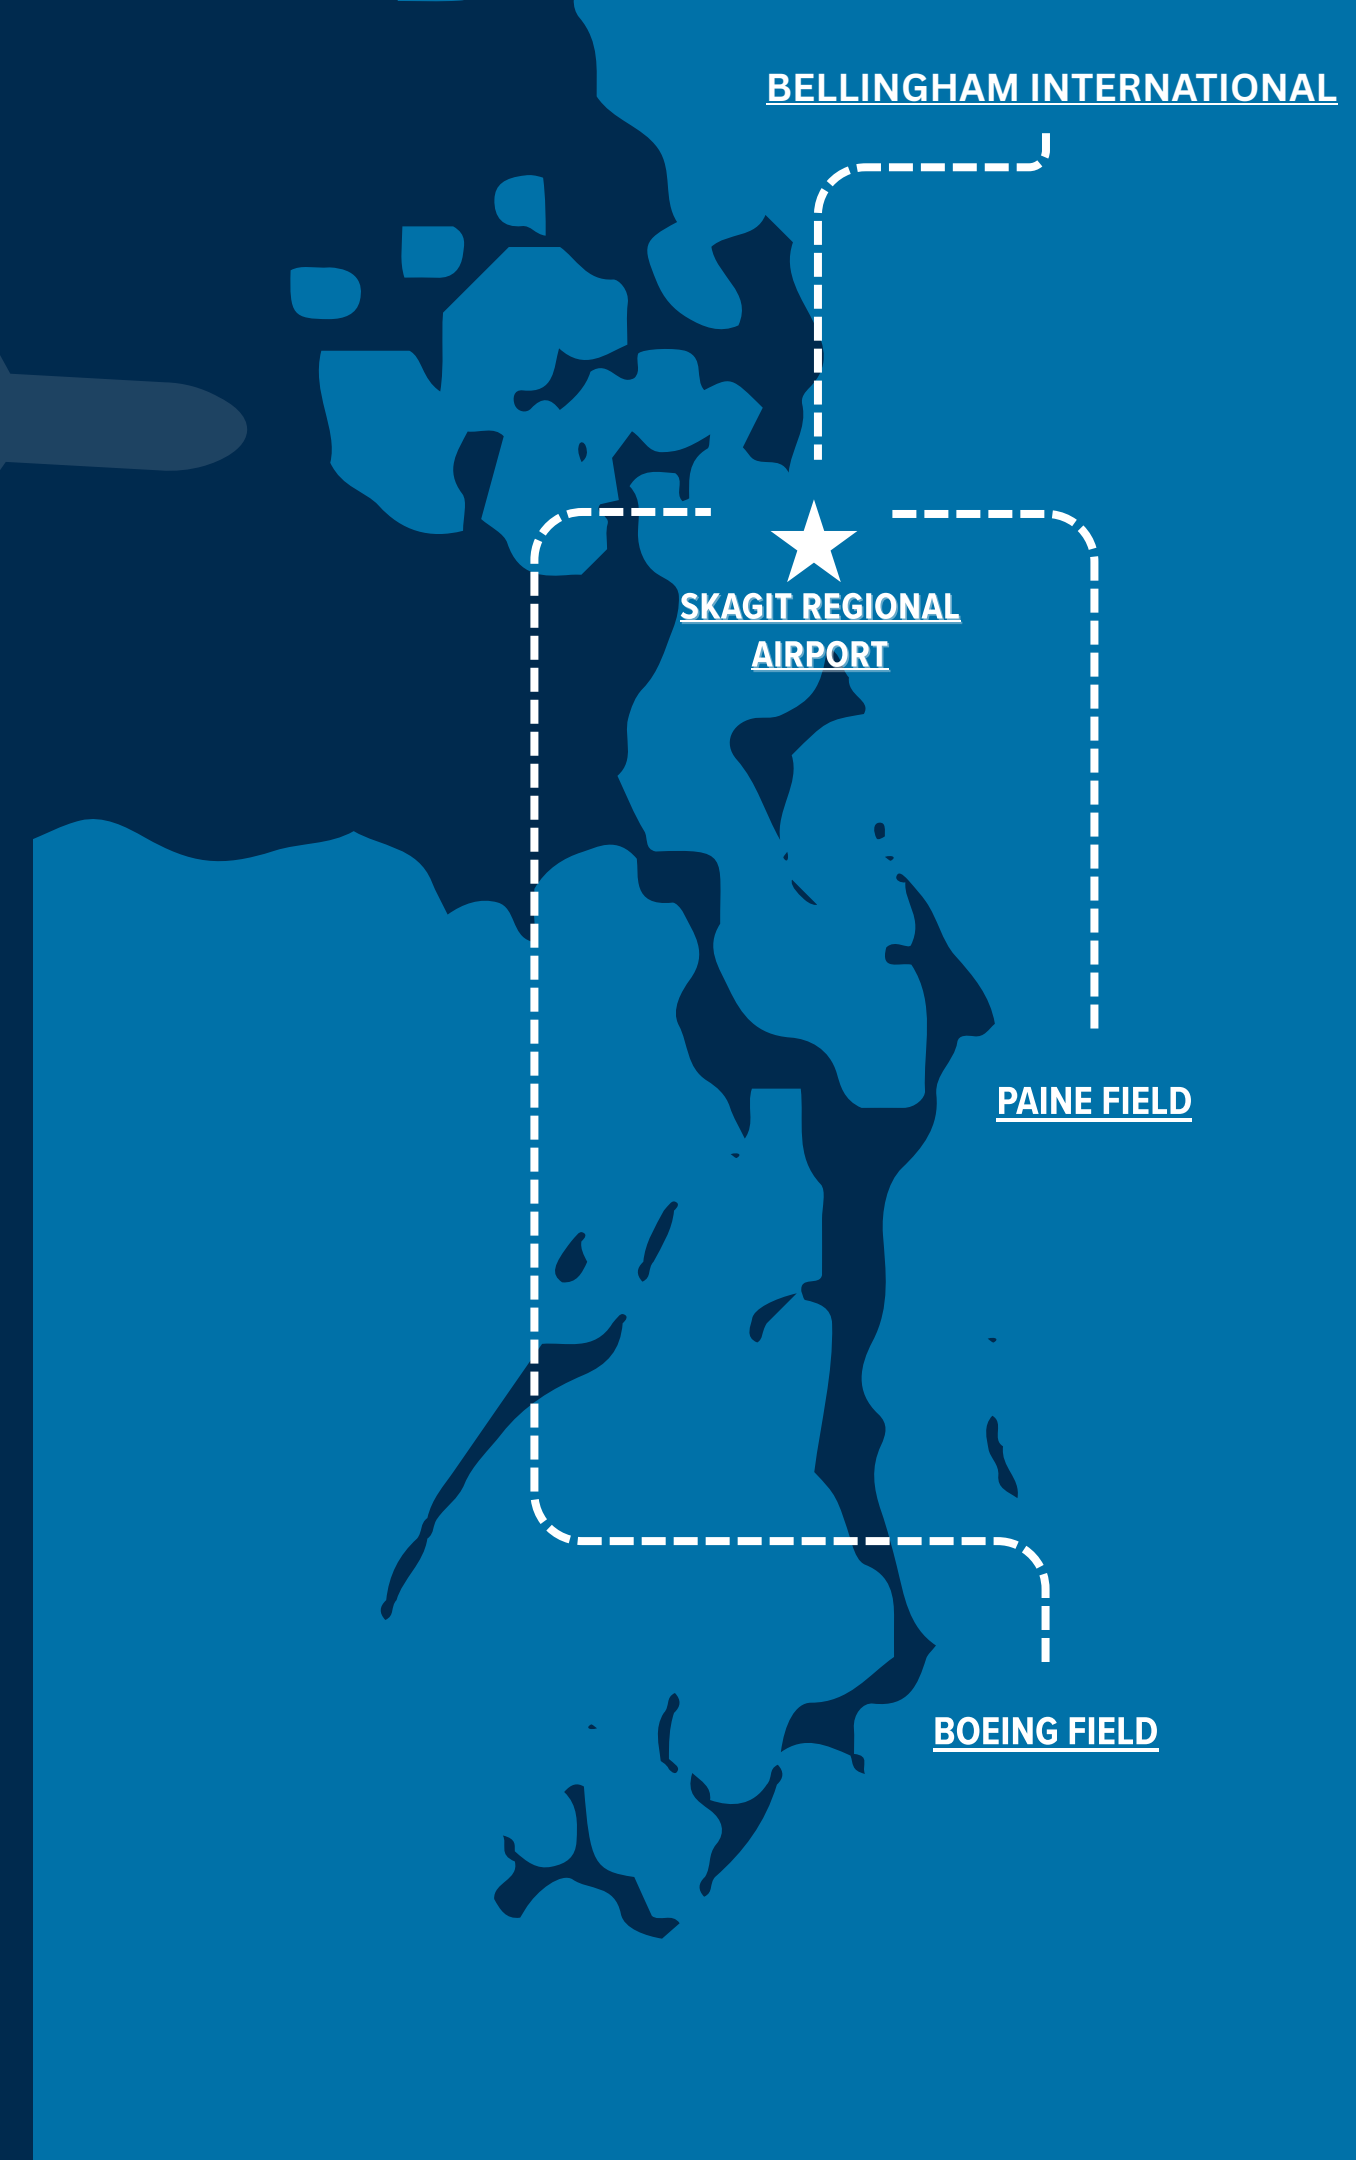 BELLINGHAM INTERNATIONAL
SKAGIT REGIONAL
AIRPORT
PAINE FIELD
BOEING FIELD